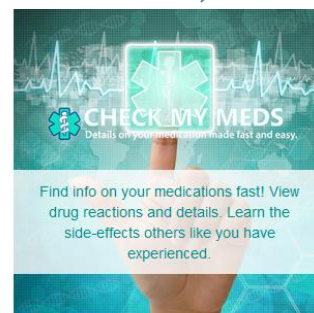 CHECK MY MEDS
Details on your medication made fast and easy.
Find info on your medications fast! View
drug reactions and details. Learn the
side-effects others like you have
experienced.